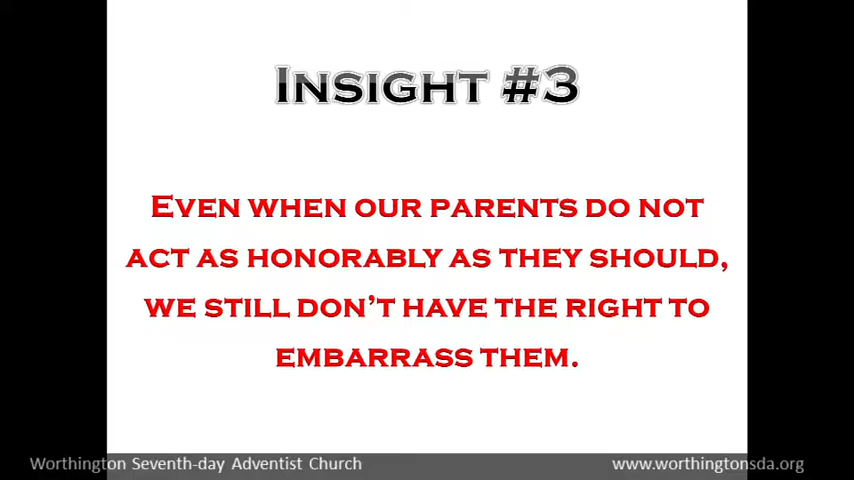 INSIGHT #3
EVEN WHEN OUR PARENTS DO NOT
ACT AS HONORABLY AS THEY SHOULD,
WE STILL DON'T HAVE THE RIGHT TO
EMBARRASS THEM.
Worthington Seventh-day Adventist Church www.worthingtonsda.org